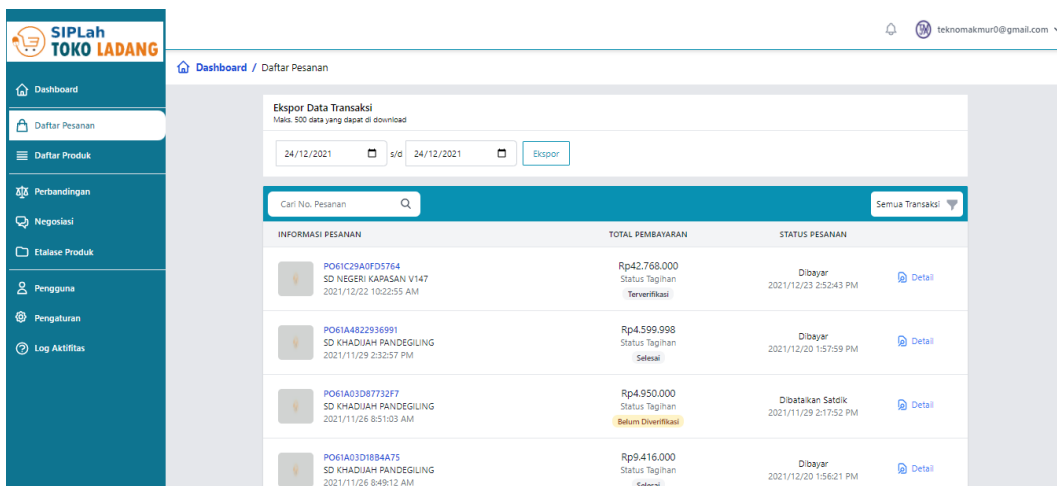 SIPLah
TOKO LADANG
teknomakmur0@gmail.com
Dashboard / Daftar Pesanan
Dashboard
Daftar Pesanan
Daftar Produk
Perbandingan
Negosiasi
Etalase Produk
Pengguna
Pengaturan
Log Aktifitas
Ekspor Data Transaksi
Maks. 500 data yang dapat di download
24/12/2021 s/d 24/12/2021 Ekspor
Cari No. Pesanan Semua Transaksi
INFORMASI PESANAN TOTAL PEMBAYARAN STATUS PESANAN
PO61C29A0FD5764
SD NEGERI KAPASAN V147
2021/12/22 10:22:55 AM
Rp42.768.000
Status Tagihan
Terverifikasi
Dibayar
2021/12/23 2:52:43 PM
Detail
PO61A4822936991
SD KHADIJAH PANDEGILING
2021/11/29 2:32:57 PM
Rp4.599.998
Status Tagihan
Selesai
Dibayar
2021/12/20 1:57:59 PM
Detail
PO61A03D87732F7
SD KHADIJAH PANDEGILING
2021/11/26 8:51:03 AM
Rp4.950.000
Status Tagihan
Belum Diverifikasi
Dibatalkan Satdik
2021/11/29 2:17:52 PM
Detail
PO61A03D18B4A75
SD KHADIJAH PANDEGILING
2021/11/26 8:49:12 AM
Rp9.416.000
Status Tagihan
Selesai
Dibayar
2021/12/20 1:56:21 PM
Detail